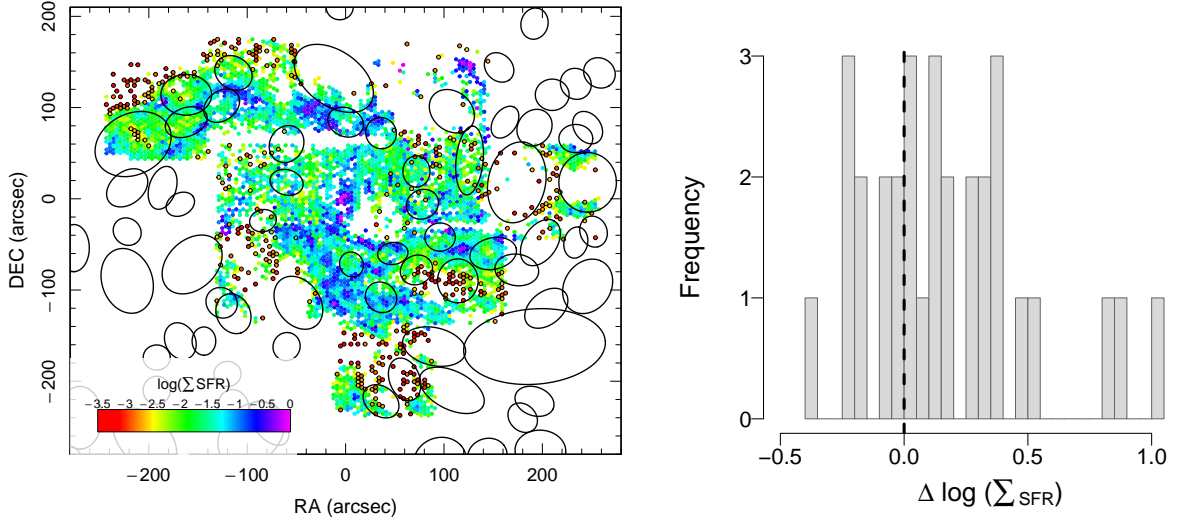 200
100
0
−100
−200
DEC (arcsec)
log(∑SFR)
−3.5 −3 −2.5 −2 −1.5 −1 −0.5 0
−200 −100 0 100 200
RA (arcsec)
3
2
1
0
Frequency
−0.5 0.0 0.5 1.0
Δ log (∑ SFR)